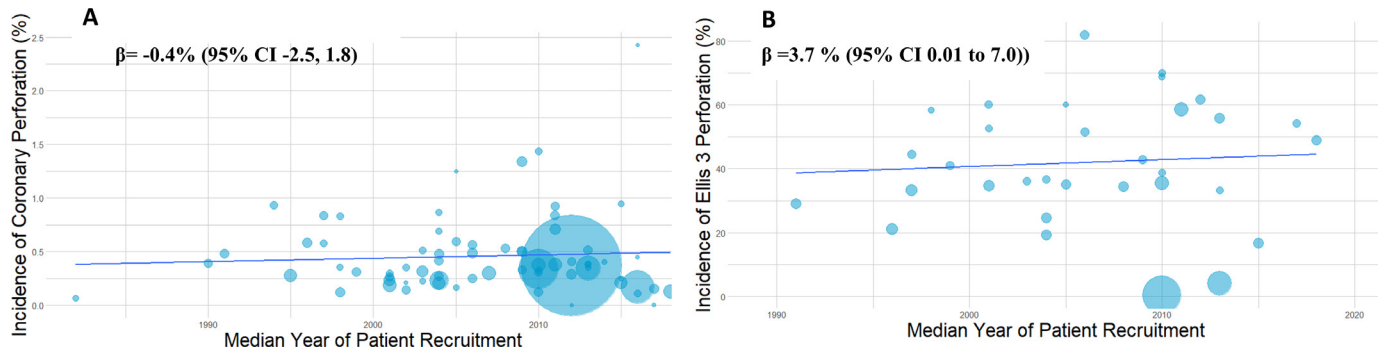 A
Incidence of Coronary Perforation (%)
β= -0.4% (95% CI -2.5, 1.8)
2.5
2.0
1.5
1.0
0.5
0.0
1990
2000
2010
Median Year of Patient Recruitment
B
Incidence of Ellis 3 Perforation (%)
β =3.7 % (95% CI 0.01 to 7.0))
80
60
40
20
0
1990
2000
2010
2020
Median Year of Patient Recruitment